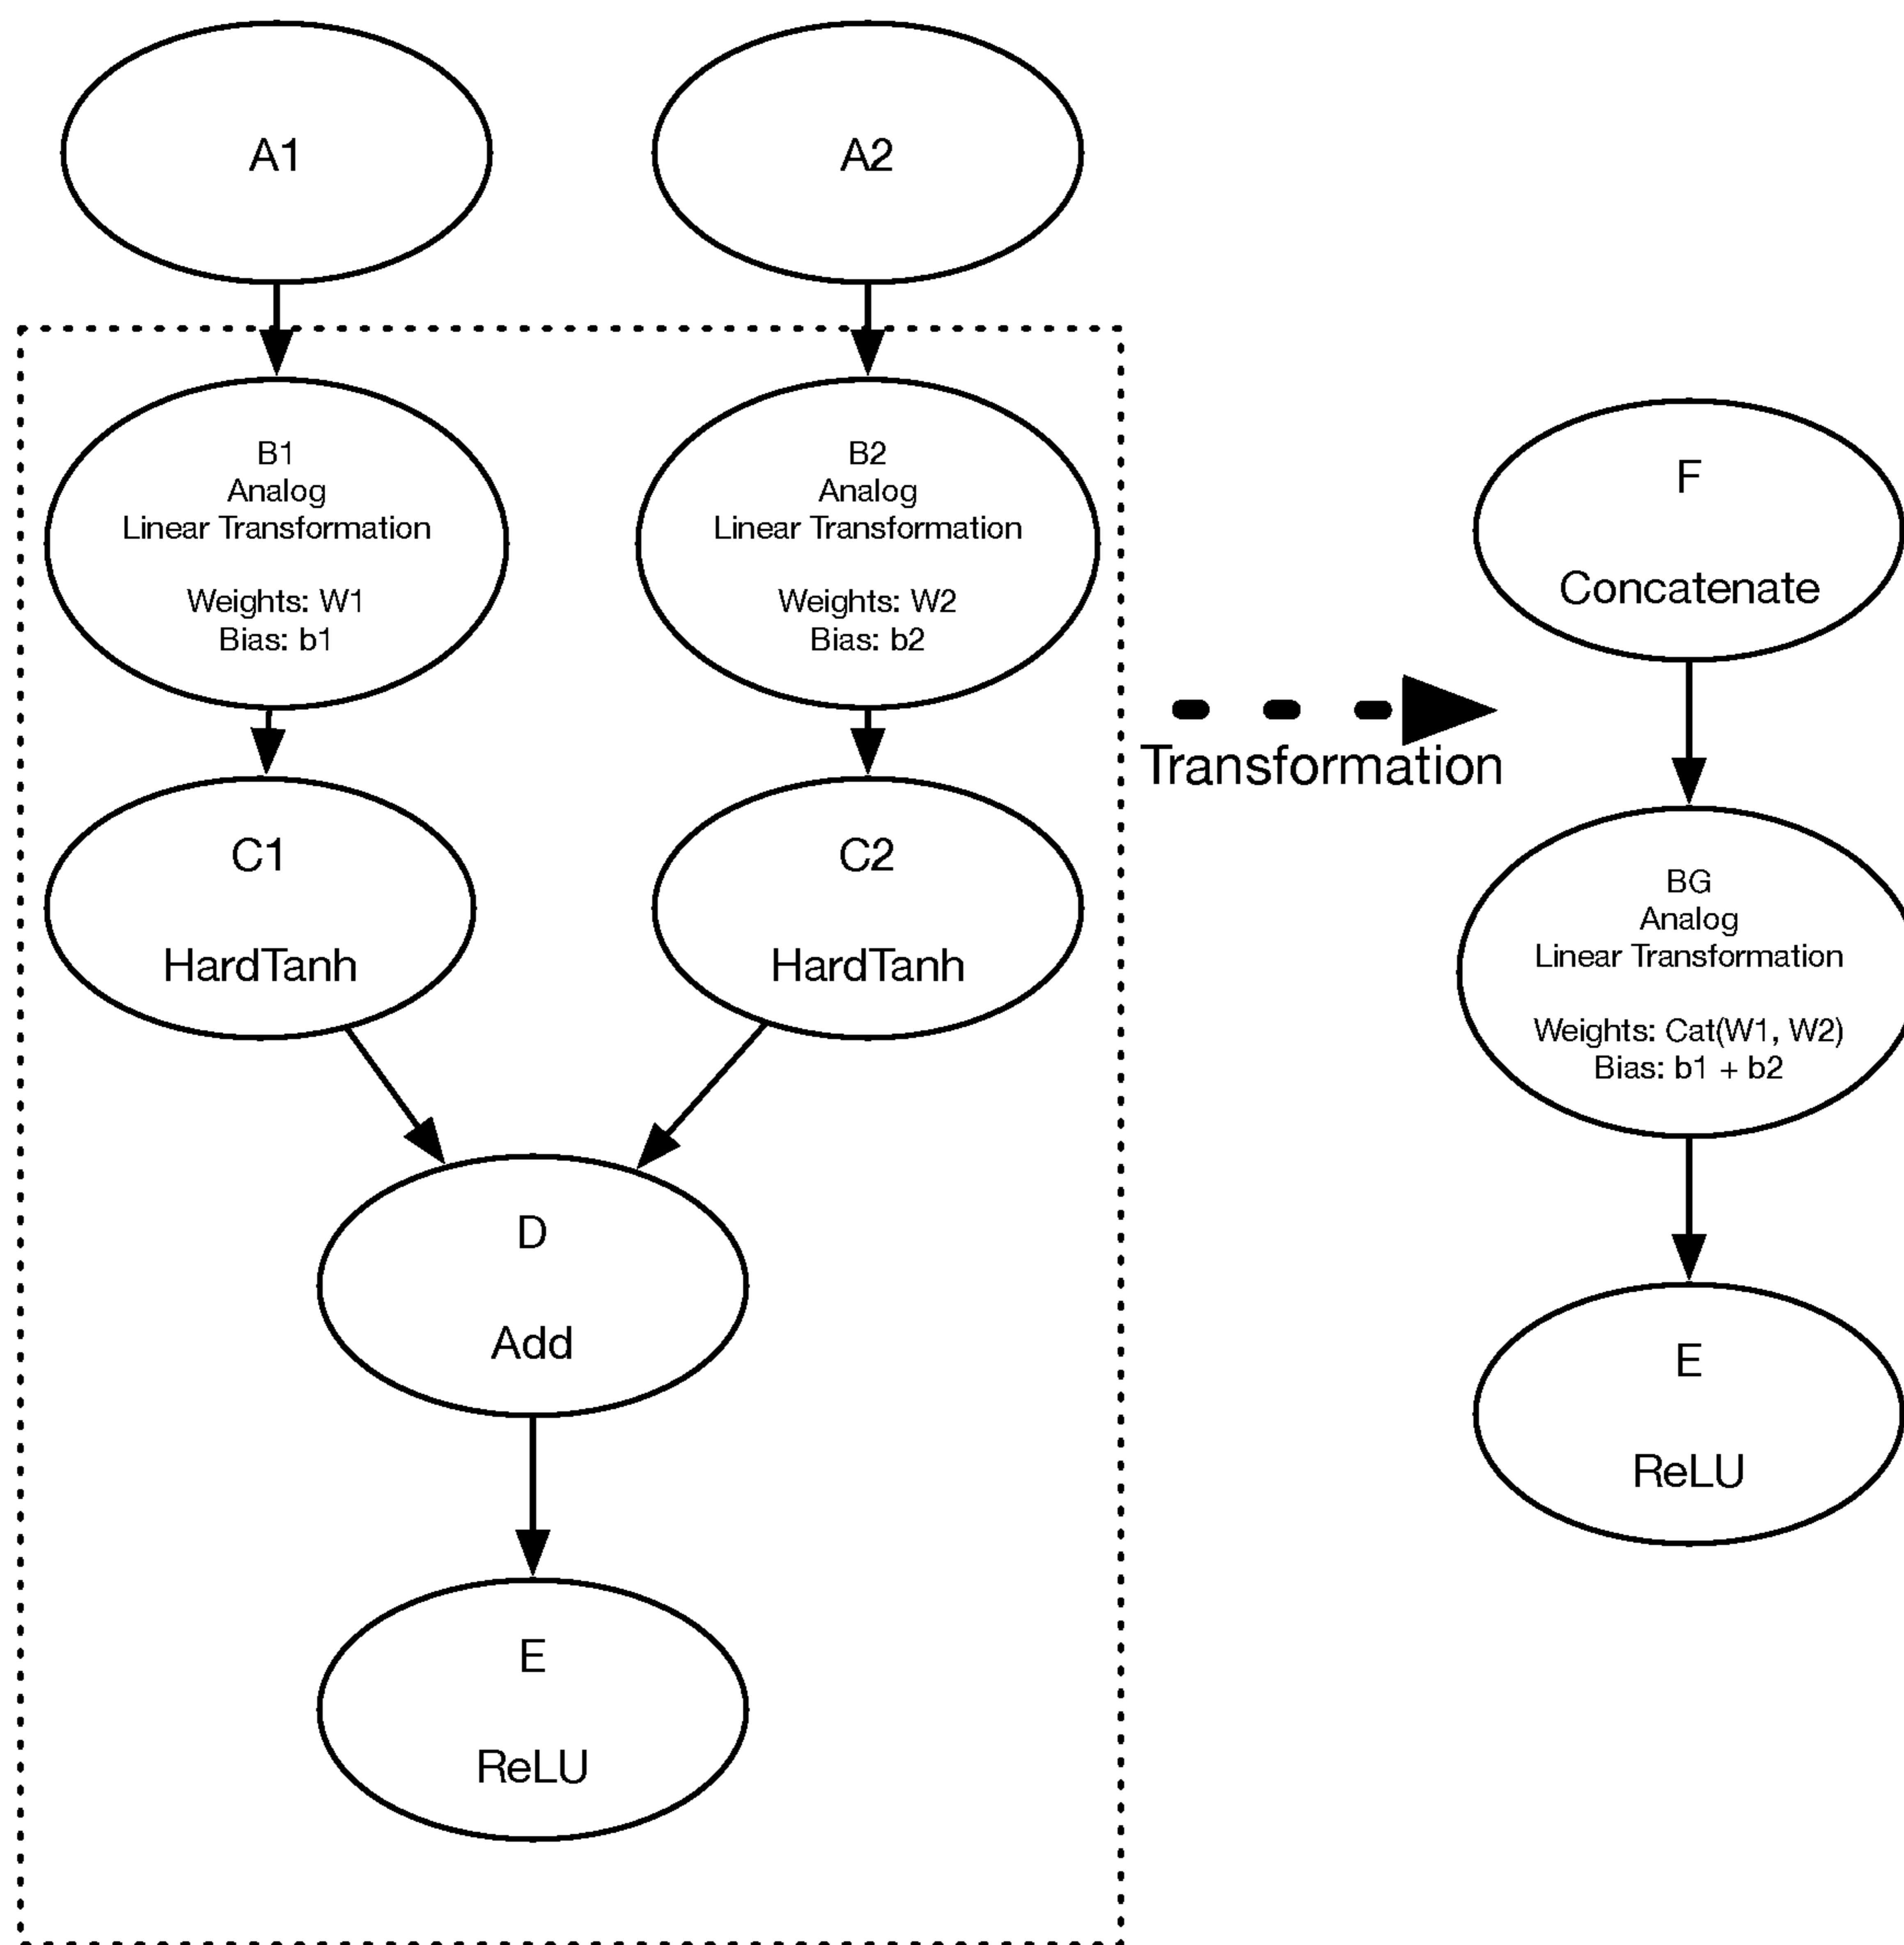 A1
A2
B1
Analog
Linear Transformation
Weights: W1
Bias: b1
B2
Analog
Linear Transformation
Weights: W2
Bias: b2
C1
HardTanh
C2
HardTanh
D
Add
E
ReLU
Transformation
F
Concatenate
BG
Analog
Linear Transformation
Weights: Cat(W1, W2)
Bias: b1 + b2
E
ReLU